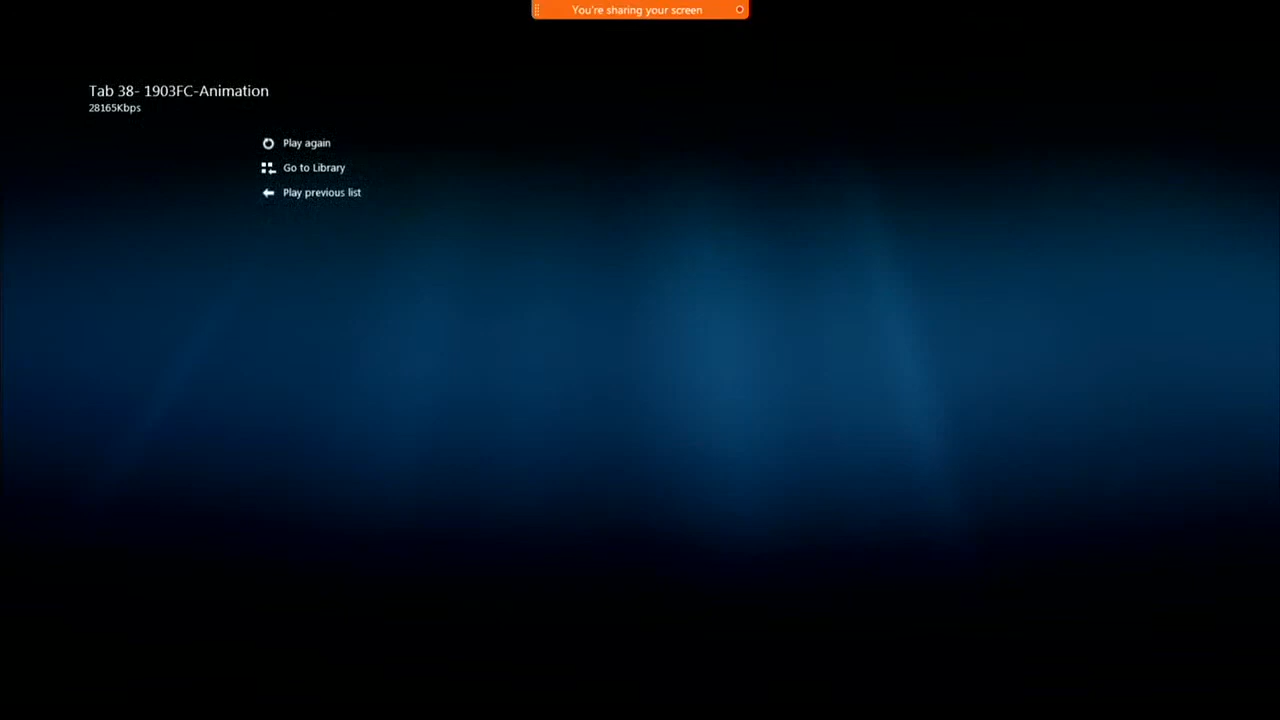 You're sharing your screen
Tab 38- 1903FC-Animation
28165Kbps
Play again
Go to Library
Play previous list